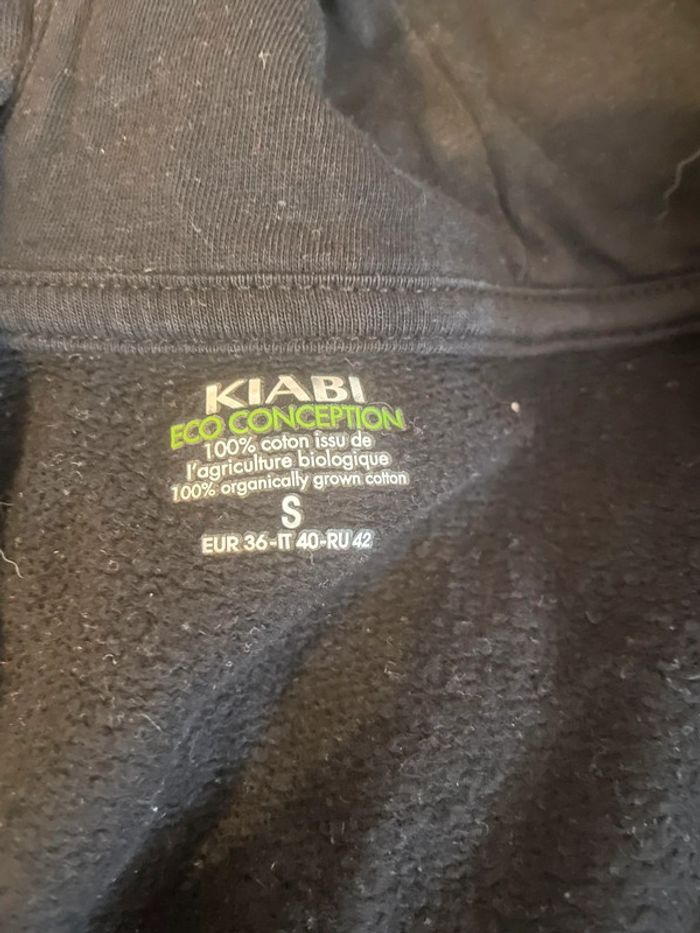 KIABI
ECO CONCEPTION
100% coton issu de
l'agriculture biologique
100% organically grown cotton
S
EUR 36-IT 40-RU 42